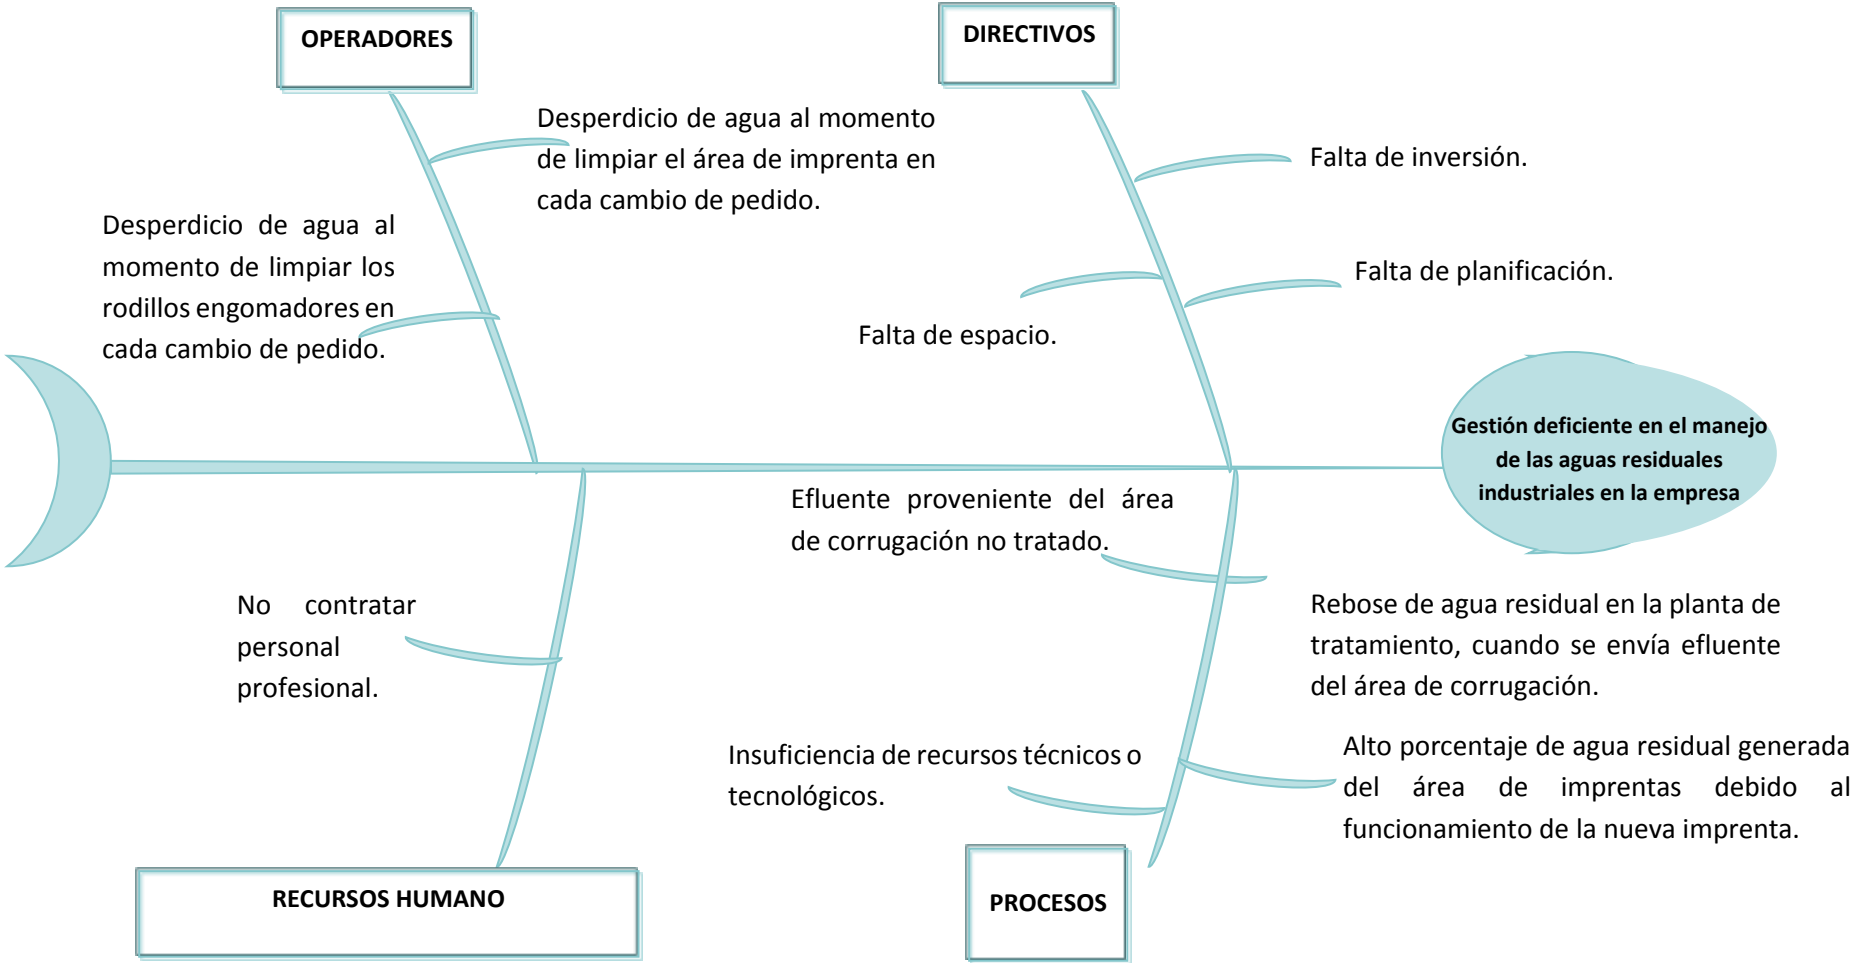 OPERADORES
DIRECTIVOS
Desperdicio de agua al momento
de limpiar el área de imprenta en
cada cambio de pedido.
Falta de inversión.
Desperdicio de agua al
momento de limpiar los
rodillos engomadores en
cada cambio de pedido.
Falta de planificación.
Falta de espacio.
Gestión deficiente en el manejo
de las aguas residuales
industriales en la empresa
Efluente proveniente del área
de corrugación no tratado.
No contratar
personal
profesional.
Rebose de agua residual en la planta de
tratamiento, cuando se envía efluente
del área de corrugación.
Insuficiencia de recursos técnicos o
tecnológicos.
Alto porcentaje de agua residual generada
del área de imprentas debido al
funcionamiento de la nueva imprenta.
RECURSOS HUMANO
PROCESOS